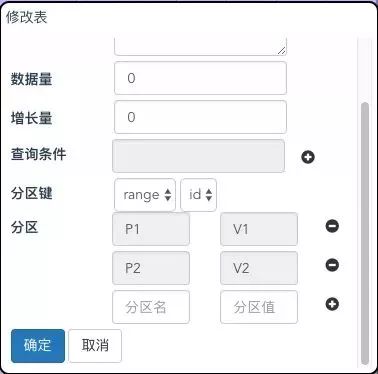 修改表
数据量 0
增长量 0
查询条件
分区键 range id
分区 P1 V1
P2 V2
分区名 分区值
确定 取消